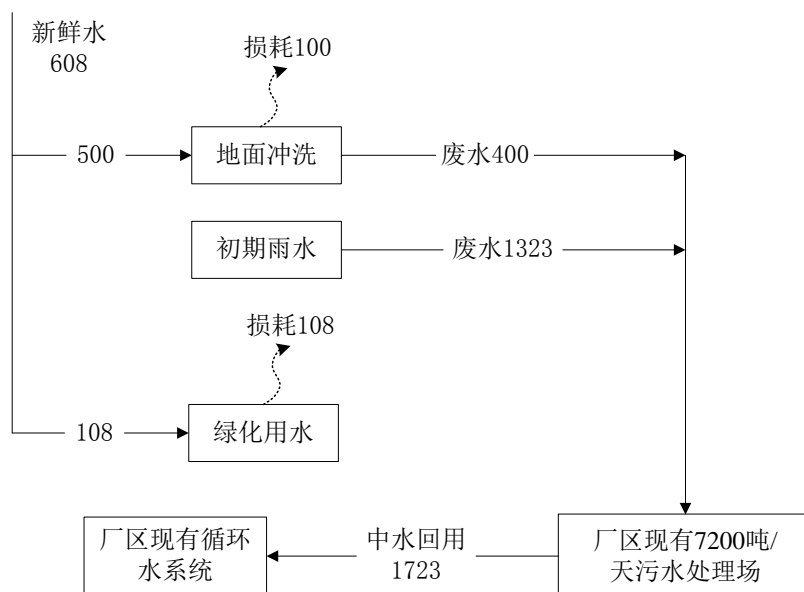 新鲜水
608
损耗100
500
地面冲洗
废水400
初期雨水
废水1323
损耗108
108
绿化用水
厂区现有循环
水系统
中水回用
1723
厂区现有7200吨/
天污水处理场